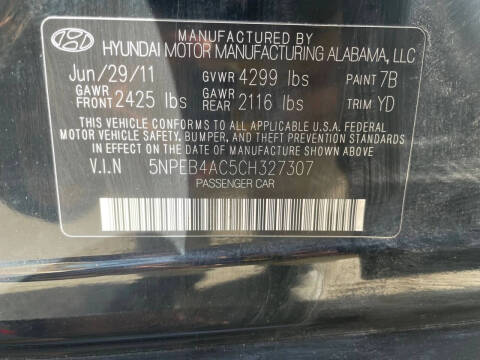 MANUFACTURED BY
HYUNDAI MOTOR MANUFACTURING ALABAMA, LLC
Jun/29/11 GVWR 4299 lbs PAINT 7B
GAWR FRONT 2425 lbs GAWR REAR 2116 lbs TRIM YD
THIS VEHICLE CONFORMS TO ALL APPLICABLE U.S.A. FEDERAL
MOTOR VEHICLE SAFETY, BUMPER, AND THEFT PREVENTION STANDARDS
IN EFFECT ON THE DATE OF MANUFACTURE SHOWN ABOVE.
V.I.N 5NPEB4AC5CH327307
PASSENGER CAR